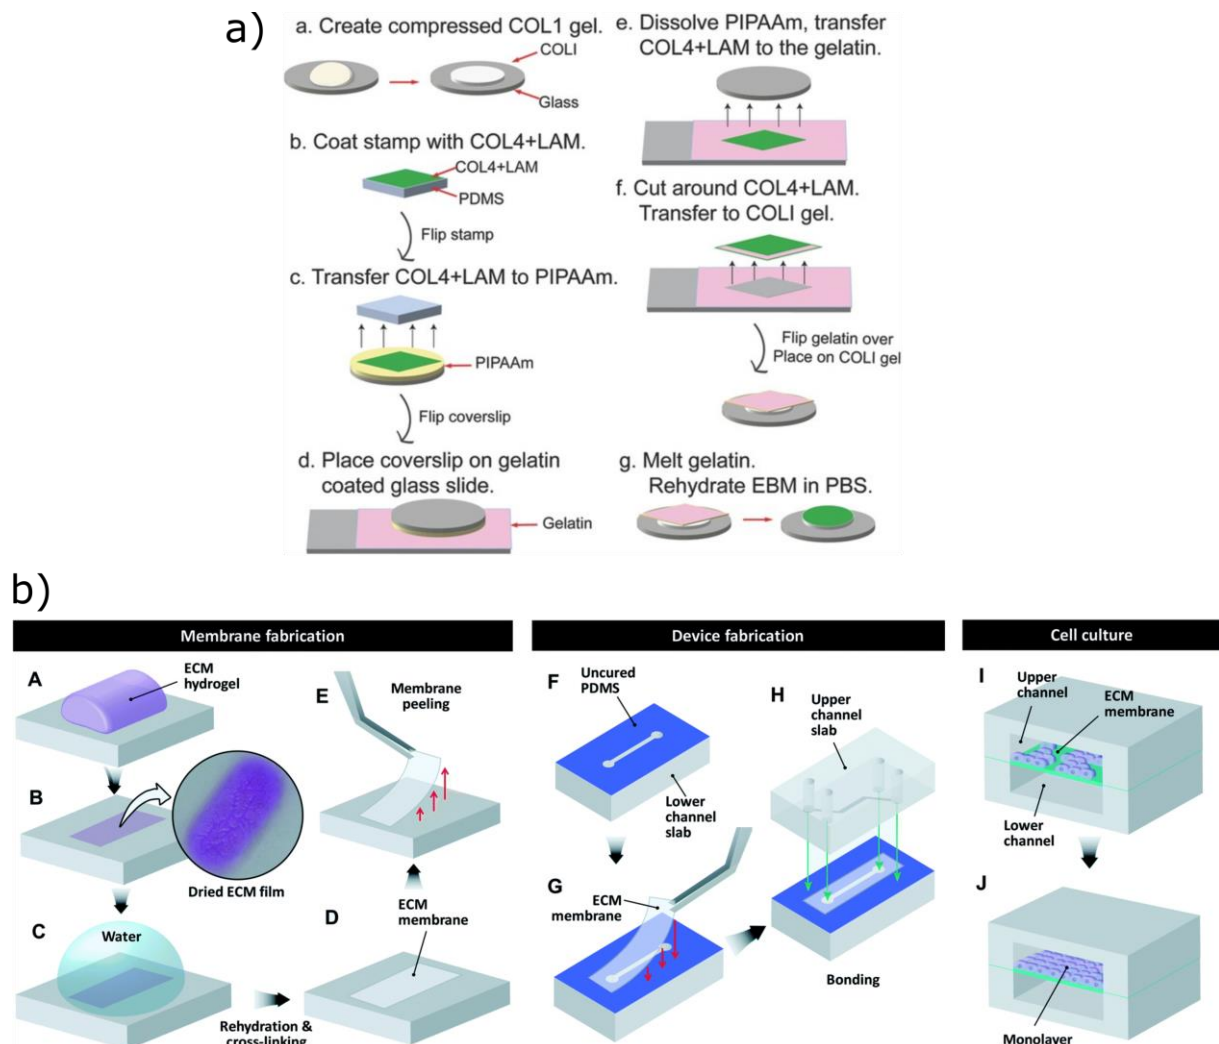 a)
a. Create compressed COL1 gel.
COLI
Glass
b. Coat stamp with COL4+LAM.
COL4+LAM
PDMS
Flip stamp
c. Transfer COL4+LAM to PIPAAm.
PIPAAm
Flip coverslip
d. Place coverslip on gelatin
coated glass slide.
Gelatin
e. Dissolve PIPAAm, transfer
COL4+LAM to the gelatin.
f. Cut around COL4+LAM.
Transfer to COLI gel.
Flip gelatin over
Place on COLI gel
g. Melt gelatin.
Rehydrate EBM in PBS.
b)
Membrane fabrication
A
ECM
hydrogel
B
Dried ECM film
C
Water
Rehydration &
cross-linking
D
ECM
membrane
E
Membrane
peeling
Device fabrication
F
Uncured
PDMS
Lower
channel
slab
G
ECM
membrane
H
Upper
channel
slab
Bonding
Cell culture
I
Upper
channel
ECM
membrane
Lower
channel
J
Monolayer